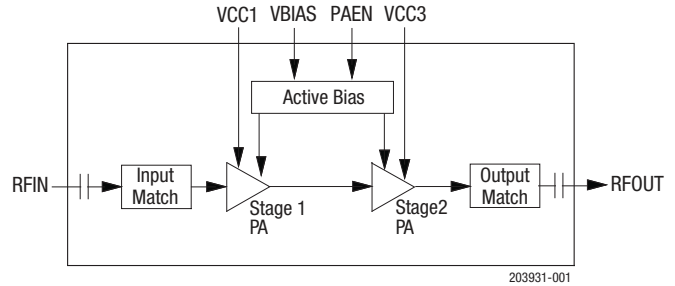 VCC1 VBIAS PAEN VCC3
Active Bias
RFIN
Input
Match
Stage 1
PA
Stage2
PA
Output
Match
RFOUT
203931-001